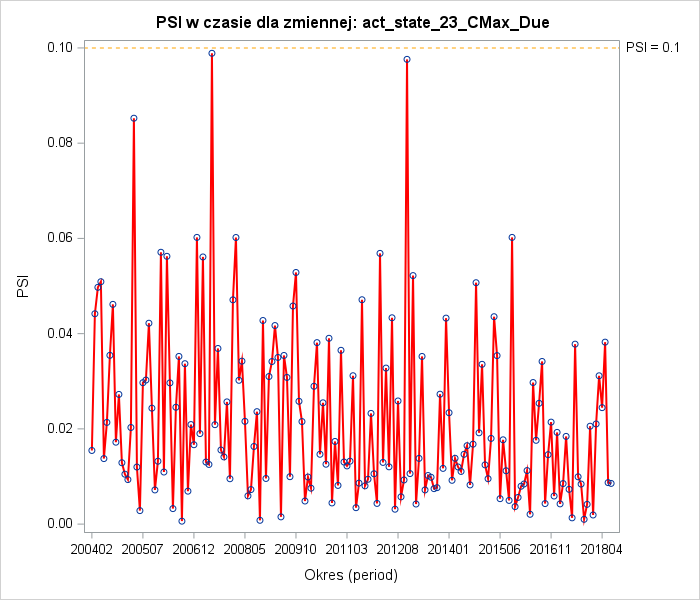 PSI w czasie dla zmiennej: act_state_23_CMax_Due
PSI = 0.1
0.10
0.08
0.06
0.04
0.02
0.00
PSI
200402 200507 200612 200805 200910 201103 201208 201401 201506 201611 201804
Okres (period)